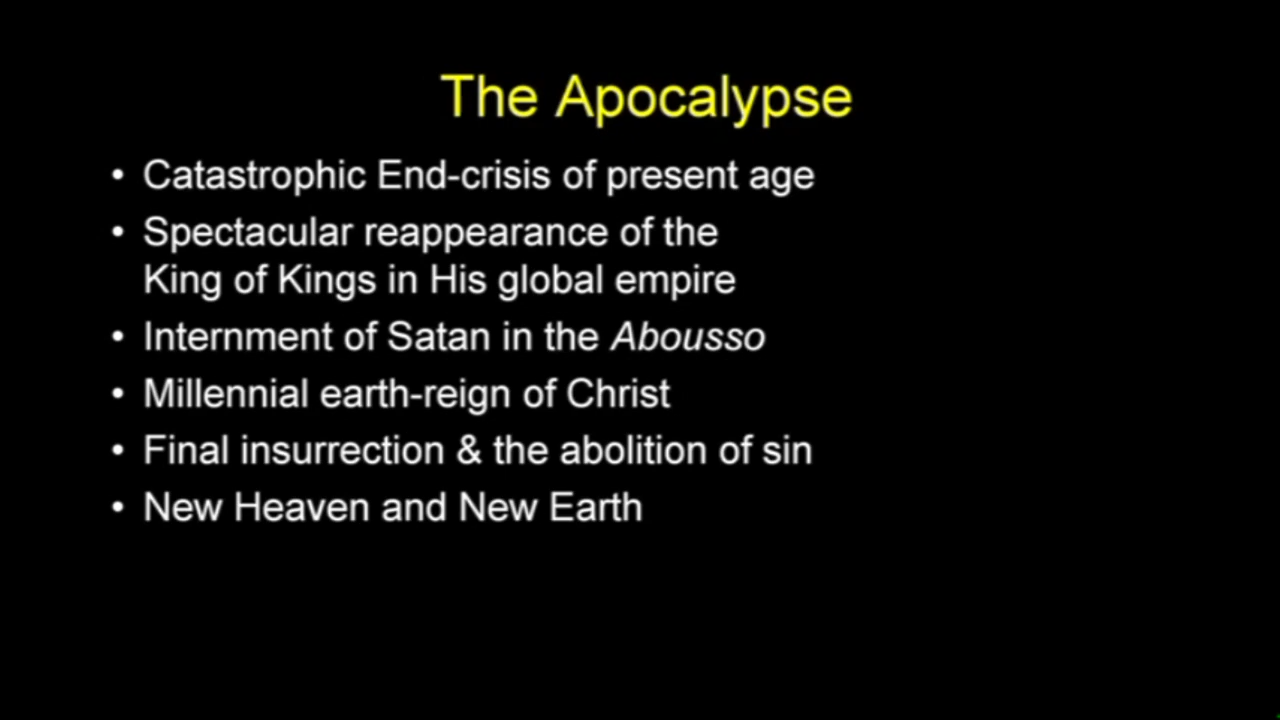 The Apocalypse
• Catastrophic End-crisis of present age
• Spectacular reappearance of the
King of Kings in His global empire
• Internment of Satan in the Abousso
• Millennial earth-reign of Christ
• Final insurrection & the abolition of sin
• New Heaven and New Earth